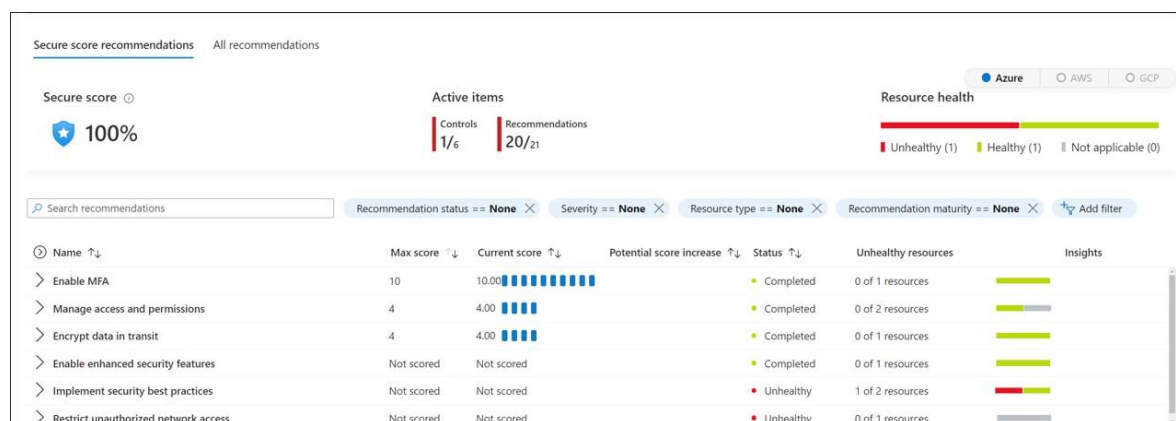 Secure score recommendations All recommendations
Azure AWS GCP
Secure score Active items Resource health
100%
Controls Recommendations
1/6 20/21
Unhealthy (1) Healthy (1) Not applicable (0)
Search recommendations Recommendation status == None Severity == None Resource type == None Recommendation maturity == None Add filter
Name Max score Current score Potential score increase Status Unhealthy resources Insights
Enable MFA 10 10.00 Completed 0 of 1 resources
Manage access and permissions 4 4.00 Completed 0 of 2 resources
Encrypt data in transit 4 4.00 Completed 0 of 1 resources
Enable enhanced security features Not scored Not scored Completed 0 of 1 resources
Implement security best practices Not scored Not scored Unhealthy 1 of 2 resources
Restrict unauthorized network access Not scored Not scored Unhealthy 0 of 1 resources